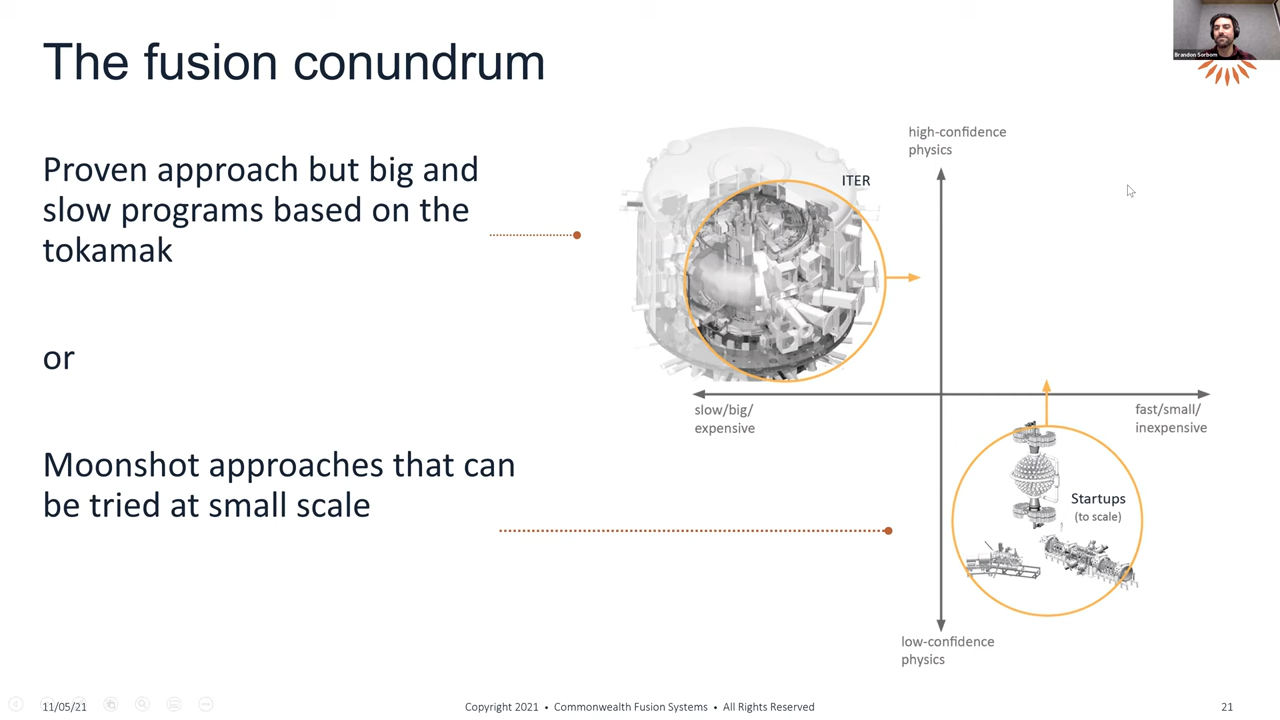 The fusion conundrum
Brandon Sorbom
Proven approach but big and
slow programs based on the
tokamak
or
Moonshot approaches that can
be tried at small scale
high-confidence
physics
ITER
slow/big/
expensive
fast/small/
inexpensive
Startups
(to scale)
low-confidence
physics
11/05/21
Copyright 2021 • Commonwealth Fusion Systems • All Rights Reserved
21